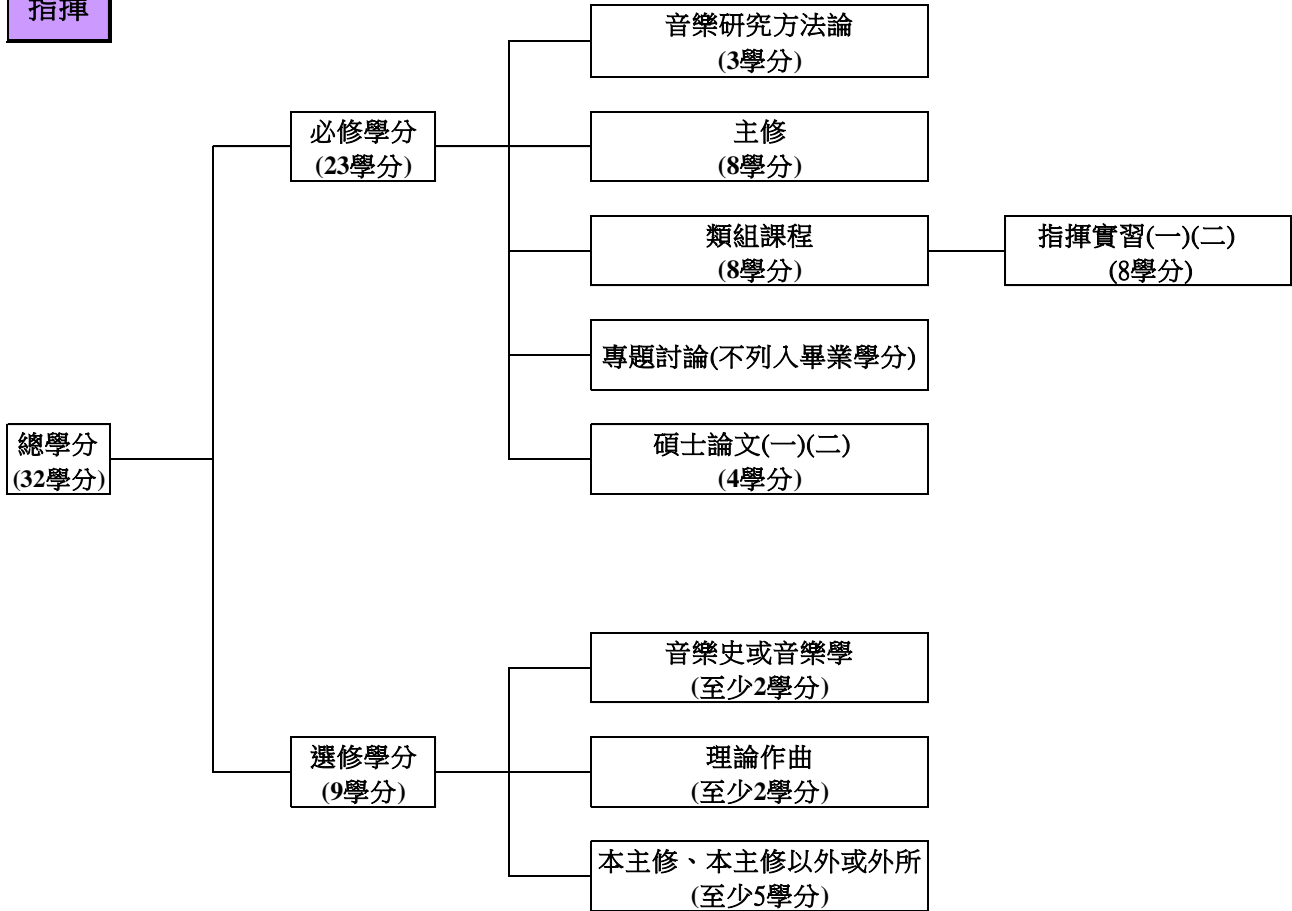 指揮
音樂研究方法論
(3學分)
必修學分
(23學分)
主修
(8學分)
類組課程
(8學分)
指揮實習(一)(二)
(8學分)
專題討論(不列入畢業學分)
總學分
(32學分)
碩士論文(一)(二)
(4學分)
音樂史或音樂學
(至少2學分)
選修學分
(9學分)
理論作曲
(至少2學分)
本主修、本主修以外或外所
(至少5學分)